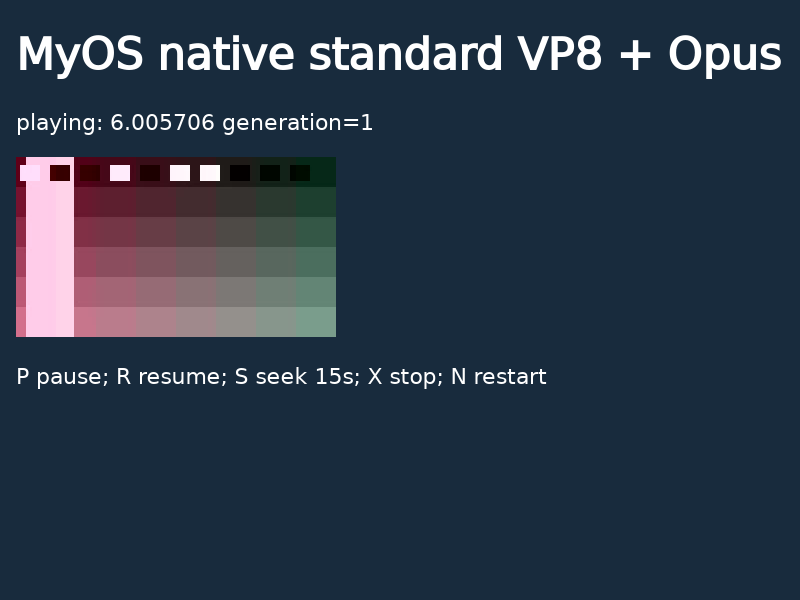 MyOS native standard VP8 + Opus
playing: 6.005706 generation=1
P pause; R resume; S seek 15s; X stop; N restart